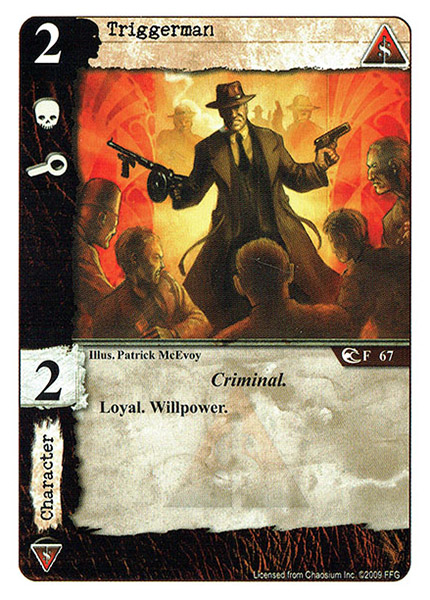 2
Triggerman
$
Illus. Patrick McEvoy
F 67
2
Criminal.
Loyal. Willpower.
Character
Licensed from Chaosium Inc. ©2009 FFG